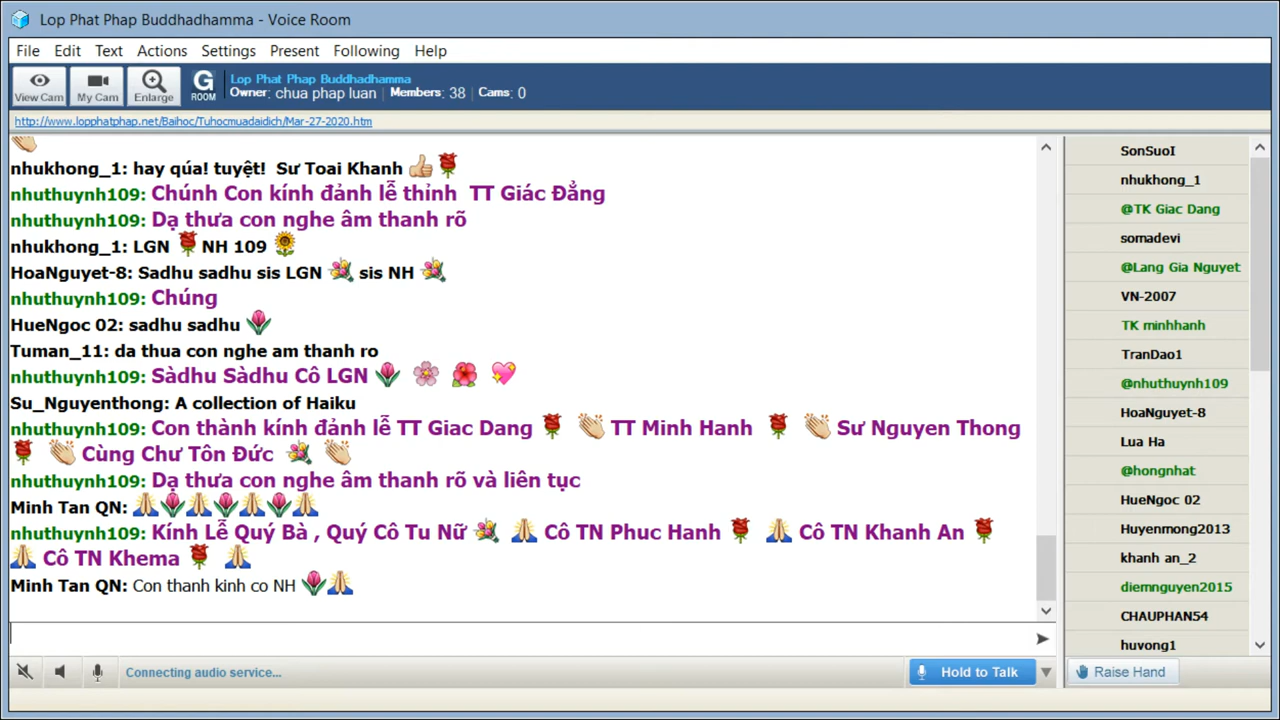 Lop Phat Phap Buddhadhamma - Voice Room
File Edit Text Actions Settings Present Following Help
View Cam My Cam Enlarge G ROOM Lop Phat Phap Buddhadhamma
Owner: chua phap luan | Members: 38 | Cams: 0
http://www.lopphatphap.net/Baihoc/Tuhocmuadaidich/Mar-27-2020.htm
nhukhong_1: hay qúa! tuyệt! Sư Toai Khanh 👍🌹
nhuthuynh109: Chúnh Con kính đảnh lễ thỉnh TT Giác Đẳng
nhuthuynh109: Dạ thưa con nghe âm thanh rõ
nhukhong_1: LGN 🌹NH 109 🌻
HoaNguyet-8: Sadhu sadhu sis LGN 💐 sis NH 💐
nhuthuynh109: Chúng
HueNgoc 02: sadhu sadhu 🌷
Tuman_11: da thua con nghe am thanh ro
nhuthuynh109: Sàdhu Sàdhu Cô LGN 🌷 🌸 🌺 💖
Su_Nguyenthong: A collection of Haiku
nhuthuynh109: Con thành kính đảnh lễ TT Giac Dang 🌹 👏 TT Minh Hanh 🌹 👏 Sư Nguyen Thong
🌹 👏 Cùng Chư Tôn Đức 💐 👏
nhuthuynh109: Dạ thưa con nghe âm thanh rõ và liên tục
Minh Tan QN: 🙏🌷🙏🌷🙏🌷🙏
nhuthuynh109: Kính Lễ Quý Bà , Quý Cô Tu Nữ 💐 🙏 Cô TN Phuc Hanh 🌹 🙏 Cô TN Khanh An 🌹
🙏 Cô TN Khema 🌹 🙏
Minh Tan QN: Con thanh kinh co NH 🌷🙏
Connecting audio service...
Hold to Talk
SonSuoI
nhukhong_1
@TK Giac Dang
somadevi
@Lang Gia Nguyet
VN-2007
TK minhhanh
TranDao1
@nhuthuynh109
HoaNguyet-8
Lua Ha
@hongnhat
HueNgoc 02
Huyenmong2013
khanh an_2
diemnguyen2015
CHAUPHAN54
huvong1
Raise Hand